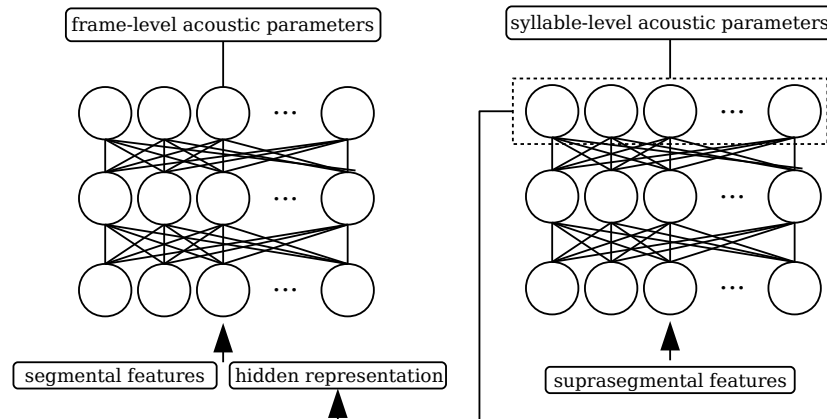 frame-level acoustic parameters
syllable-level acoustic parameters
...
...
...
...
...
...
segmental features
hidden representation
suprasegmental features